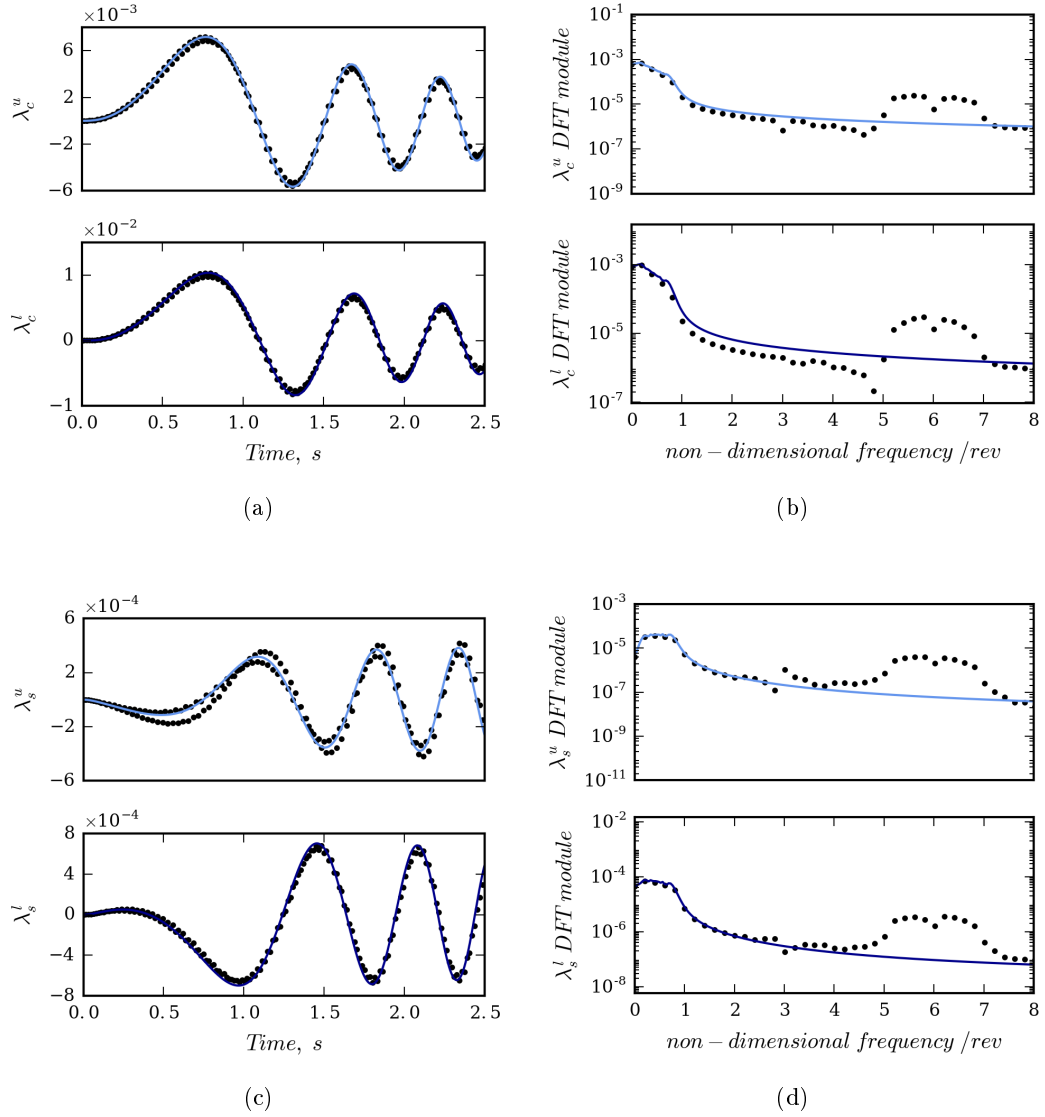 ×10⁻³
6
2
−2
−6
λ_c^u
×10⁻²
1
0
−1
λ_c^l
0.0 0.5 1.0 1.5 2.0 2.5
Time, s
(a)
10⁻¹
10⁻³
10⁻⁵
10⁻⁷
10⁻⁹
λ_c^u DFT module
10⁻³
10⁻⁵
10⁻⁷
λ_c^l DFT module
0 1 2 3 4 5 6 7 8
non − dimensional frequency /rev
(b)
×10⁻⁴
6
2
−2
−6
λ_s^u
×10⁻⁴
8
4
0
−4
−8
λ_s^l
0.0 0.5 1.0 1.5 2.0 2.5
Time, s
(c)
10⁻³
10⁻⁵
10⁻⁷
10⁻⁹
10⁻¹¹
λ_s^u DFT module
10⁻²
10⁻⁴
10⁻⁶
10⁻⁸
λ_s^l DFT module
0 1 2 3 4 5 6 7 8
non − dimensional frequency /rev
(d)